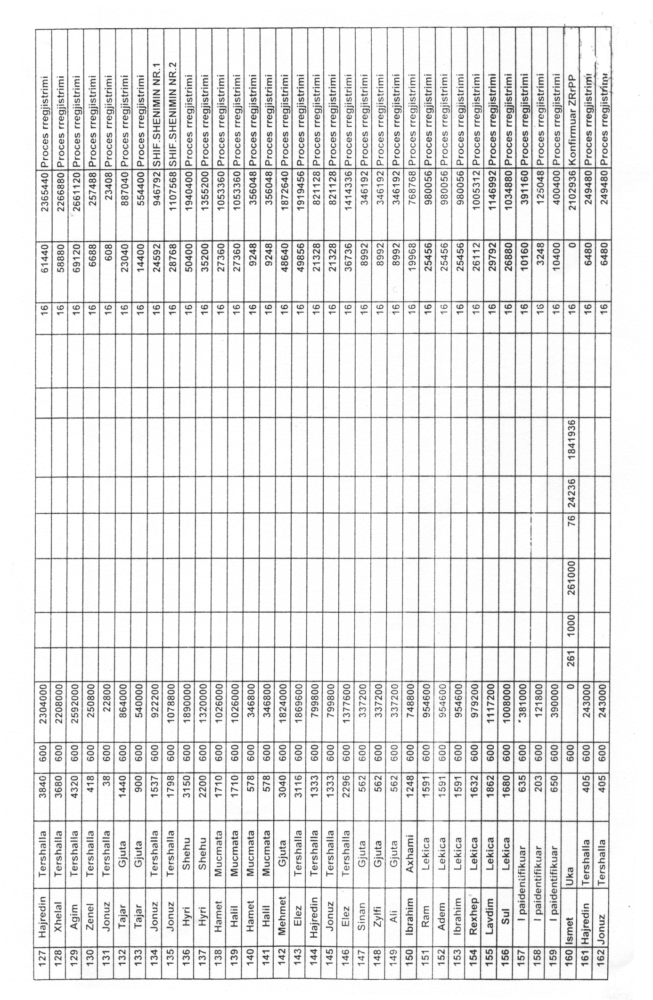 127 Hajredin Tershalla 3840 600 2304000 16 61440 2365440 Proces rregjistrimi
128 Xhelal Tershalla 3680 600 2208000 16 58880 2266880 Proces rregjistrimi
129 Agim Tershalla 4320 600 2592000 16 69120 2661120 Proces rregjistrimi
130 Zenel Tershalla 418 600 250800 16 6688 257488 Proces rregjistrimi
131 Jonuz Tershalla 38 600 22800 16 608 23408 Proces rregjistrimi
132 Tajar Gjuta 1440 600 864000 16 23040 887040 Proces rregjistrimi
133 Tajar Gjuta 900 600 540000 16 14400 554400 Proces rregjistrimi
134 Jonuz Tershalla 1537 600 922200 16 24592 946792 SHIF.SHENIMIN NR.1
135 Jonuz Tershalla 1798 600 1078800 16 28768 1107568 SHIF.SHENIMIN NR.2
136 Hyri Shehu 3150 600 1890000 16 50400 1940400 Proces rregjistrimi
137 Hyri Shehu 2200 600 1320000 16 35200 1355200 Proces rregjistrimi
138 Hamet Mucmata 1710 600 1026000 16 27360 1053360 Proces rregjistrimi
139 Halil Mucmata 1710 600 1026000 16 27360 1053360 Proces rregjistrimi
140 Hamet Mucmata 578 600 346800 16 9248 356048 Proces rregjistrimi
141 Halil Mucmata 578 600 346800 16 9248 356048 Proces rregjistrimi
142 Mehmet Gjuta 3040 600 1824000 16 48640 1872640 Proces rregjistrimi
143 Elez Tershalla 3116 600 1869600 16 49856 1919456 Proces rregjistrimi
144 Hajredin Tershalla 1333 600 799800 16 21328 821128 Proces rregjistrimi
145 Jonuz Tershalla 1333 600 799800 16 21328 821128 Proces rregjistrimi
146 Elez Tershalla 2296 600 1377600 16 36736 1414336 Proces rregjistrimi
147 Sinan Gjuta 562 600 337200 16 8992 346192 Proces rregjistrimi
148 Zylfi Gjuta 562 600 337200 16 8992 346192 Proces rregjistrimi
149 Ali Gjuta 562 600 337200 16 8992 346192 Proces rregjistrimi
150 Ibrahim Axhami 1248 600 748800 16 19968 768768 Proces rregjistrimi
151 Ram Lekica 1591 600 954600 16 25456 980056 Proces rregjistrimi
152 Adem Lekica 1591 600 954600 16 25456 980056 Proces rregjistrimi
153 Ibrahim Lekica 1591 600 954600 16 25456 980056 Proces rregjistrimi
154 Rexhep Lekica 1632 600 979200 16 26112 1005312 Proces rregjistrimi
155 Lavdim Lekica 1862 600 1117200 16 29792 1146992 Proces rregjistrimi
156 Sul Lekica 1680 600 1008000 16 26880 1034880 Proces rregjistrimi
157 I paidentifikuar 635 600 381000 16 10160 391160 Proces rregjistrimi
158 I paidentifikuar 203 600 121800 16 3248 125048 Proces rregjistrimi
159 I paidentifikuar 650 600 390000 16 10400 400400 Proces rregjistrimi
160 Ismet Uka 600 0 261 1000 261000 76 24236 1841936 16 0 2102936 Konfirmuar ZRrPP
161 Hajredin Tershalla 405 600 243000 16 6480 249480 Proces rregjistrimi
162 Jonuz Tershalla 405 600 243000 16 6480 249480 Proces rregjistrimi